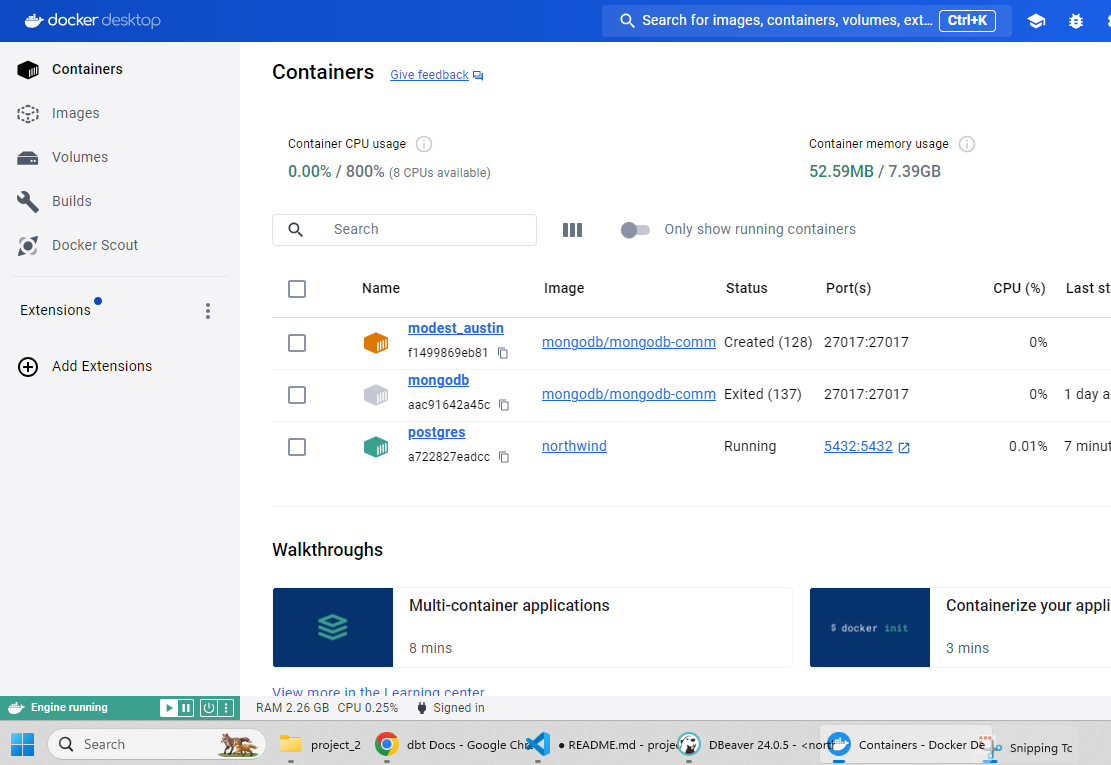 docker desktop
Search for images, containers, volumes, ext... Ctrl+K
Containers
Images
Volumes
Builds
Docker Scout
Extensions
Add Extensions
Containers Give feedback
Container CPU usage
0.00% / 800% (8 CPUs available)
Container memory usage
52.59MB / 7.39GB
Search
Only show running containers
Name Image Status Port(s) CPU (%) Last st
modest_austin
f1499869eb81
mongodb/mongodb-comm Created (128) 27017:27017 0%
mongodb
aac91642a45c
mongodb/mongodb-comm Exited (137) 27017:27017 0% 1 day a
postgres
a722827eadcc
northwind Running 5432:5432 0.01% 7 minut
Walkthroughs
Multi-container applications
8 mins
$ docker init
Containerize your appli
3 mins
View more in the Learning center
Engine running
RAM 2.26 GB CPU 0.25% Signed in
Search
project_2
dbt Docs - Google Chr
● README.md - projec
DBeaver 24.0.5 - <north
Containers - Docker De
Snipping Tc